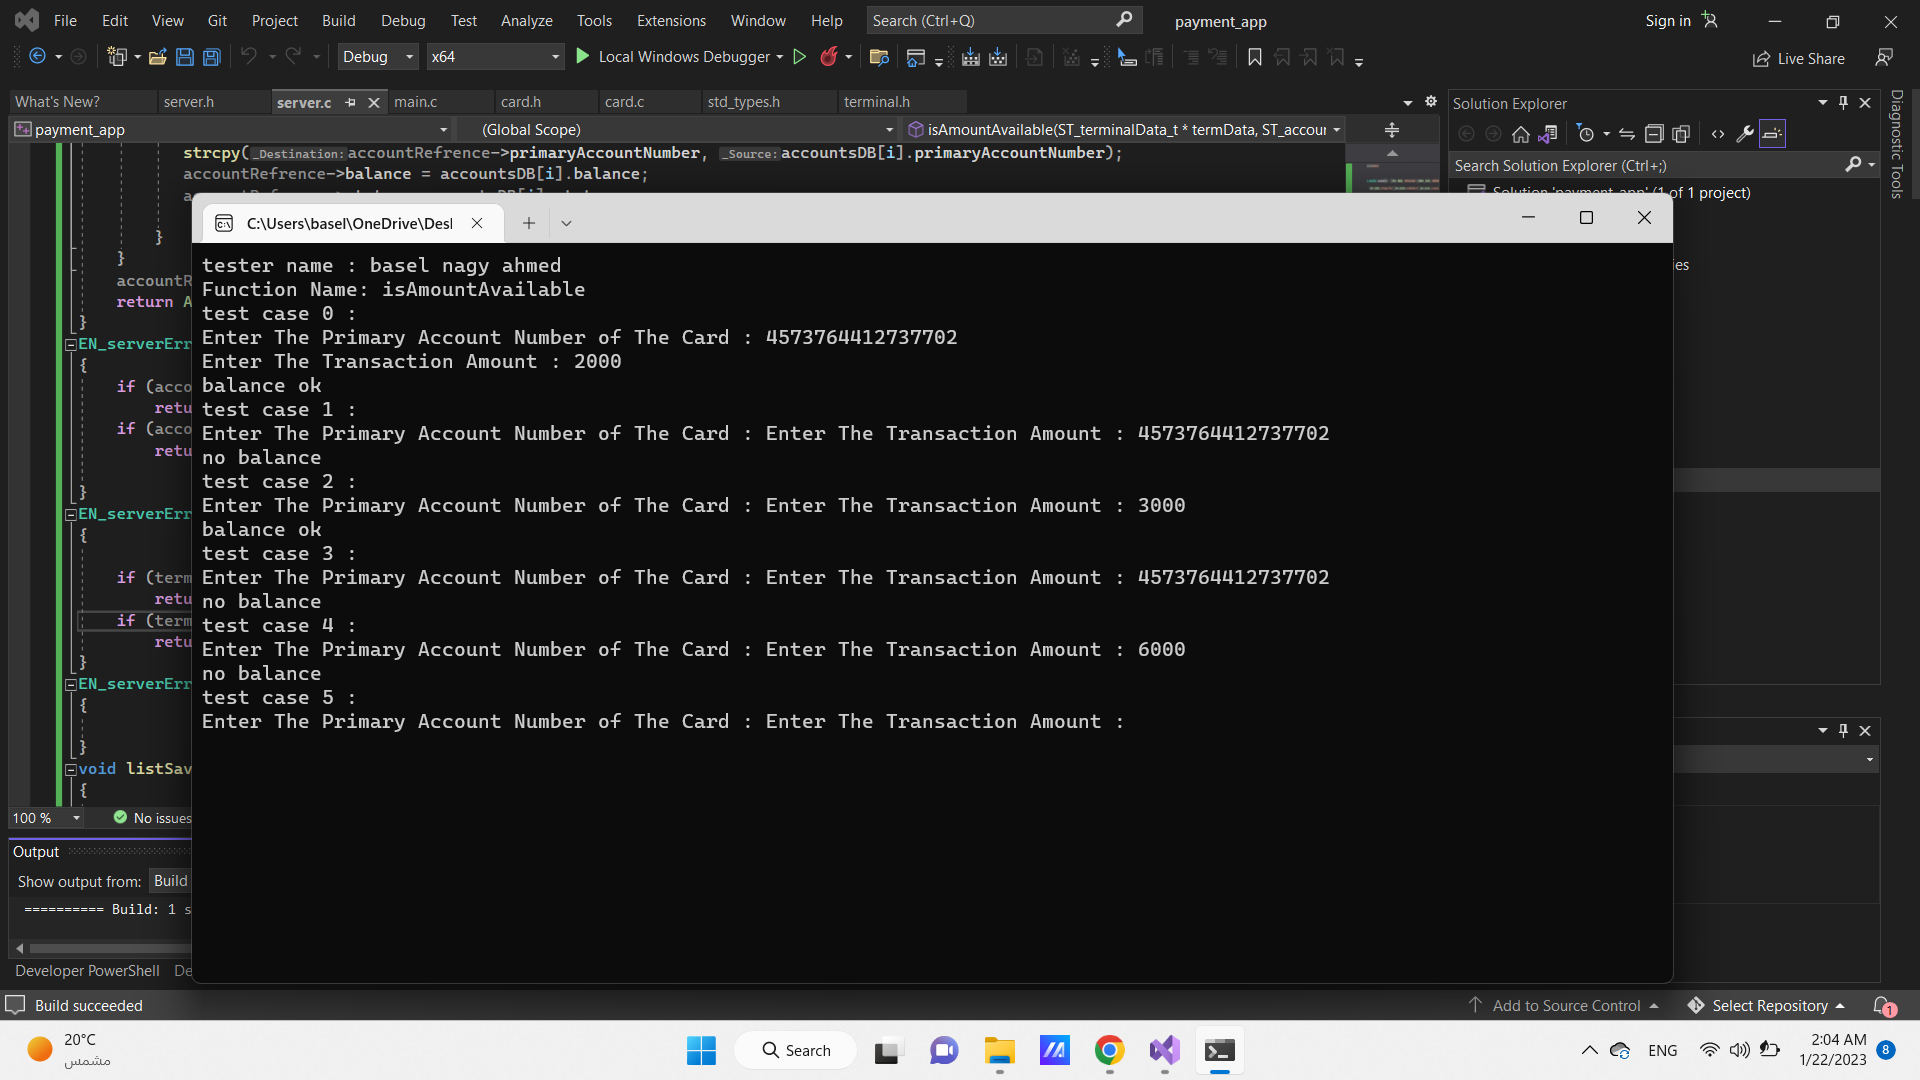 File Edit View Git Project Build Debug Test Analyze Tools Extensions Window Help Search (Ctrl+Q) payment_app Sign in
Debug x64 Local Windows Debugger Live Share
What's New? server.h server.c main.c card.h card.c std_types.h terminal.h
Solution Explorer
payment_app (Global Scope) isAmountAvailable(ST_terminalData_t * termData, ST_accour
Search Solution Explorer (Ctrl+;)
Diagnostic Tools
strcpy(_Destination:accountRefrence->primaryAccountNumber, _Source:accountsDB[i].primaryAccountNumber);
accountRefrence->balance = accountsDB[i].balance;
Solution 'payment_app' (1 of 1 project)
}
}
accountR
return A
}
EN_serverErr
{
if (acco
retu
if (acco
retu
}
EN_serverErr
{
if (term
retu
if (term
retu
}
EN_serverErr
{
}
void listSav
{
ies
C:\Users\basel\OneDrive\Desl
tester name : basel nagy ahmed
Function Name: isAmountAvailable
test case 0 :
Enter The Primary Account Number of The Card : 4573764412737702
Enter The Transaction Amount : 2000
balance ok
test case 1 :
Enter The Primary Account Number of The Card : Enter The Transaction Amount : 4573764412737702
no balance
test case 2 :
Enter The Primary Account Number of The Card : Enter The Transaction Amount : 3000
balance ok
test case 3 :
Enter The Primary Account Number of The Card : Enter The Transaction Amount : 4573764412737702
no balance
test case 4 :
Enter The Primary Account Number of The Card : Enter The Transaction Amount : 6000
no balance
test case 5 :
Enter The Primary Account Number of The Card : Enter The Transaction Amount :
100 % No issues
Output
Show output from: Build
========== Build: 1 s
Developer PowerShell De
Build succeeded Add to Source Control Select Repository 1
20°C
مشمس
Search
ENG
2:04 AM
1/22/2023
8